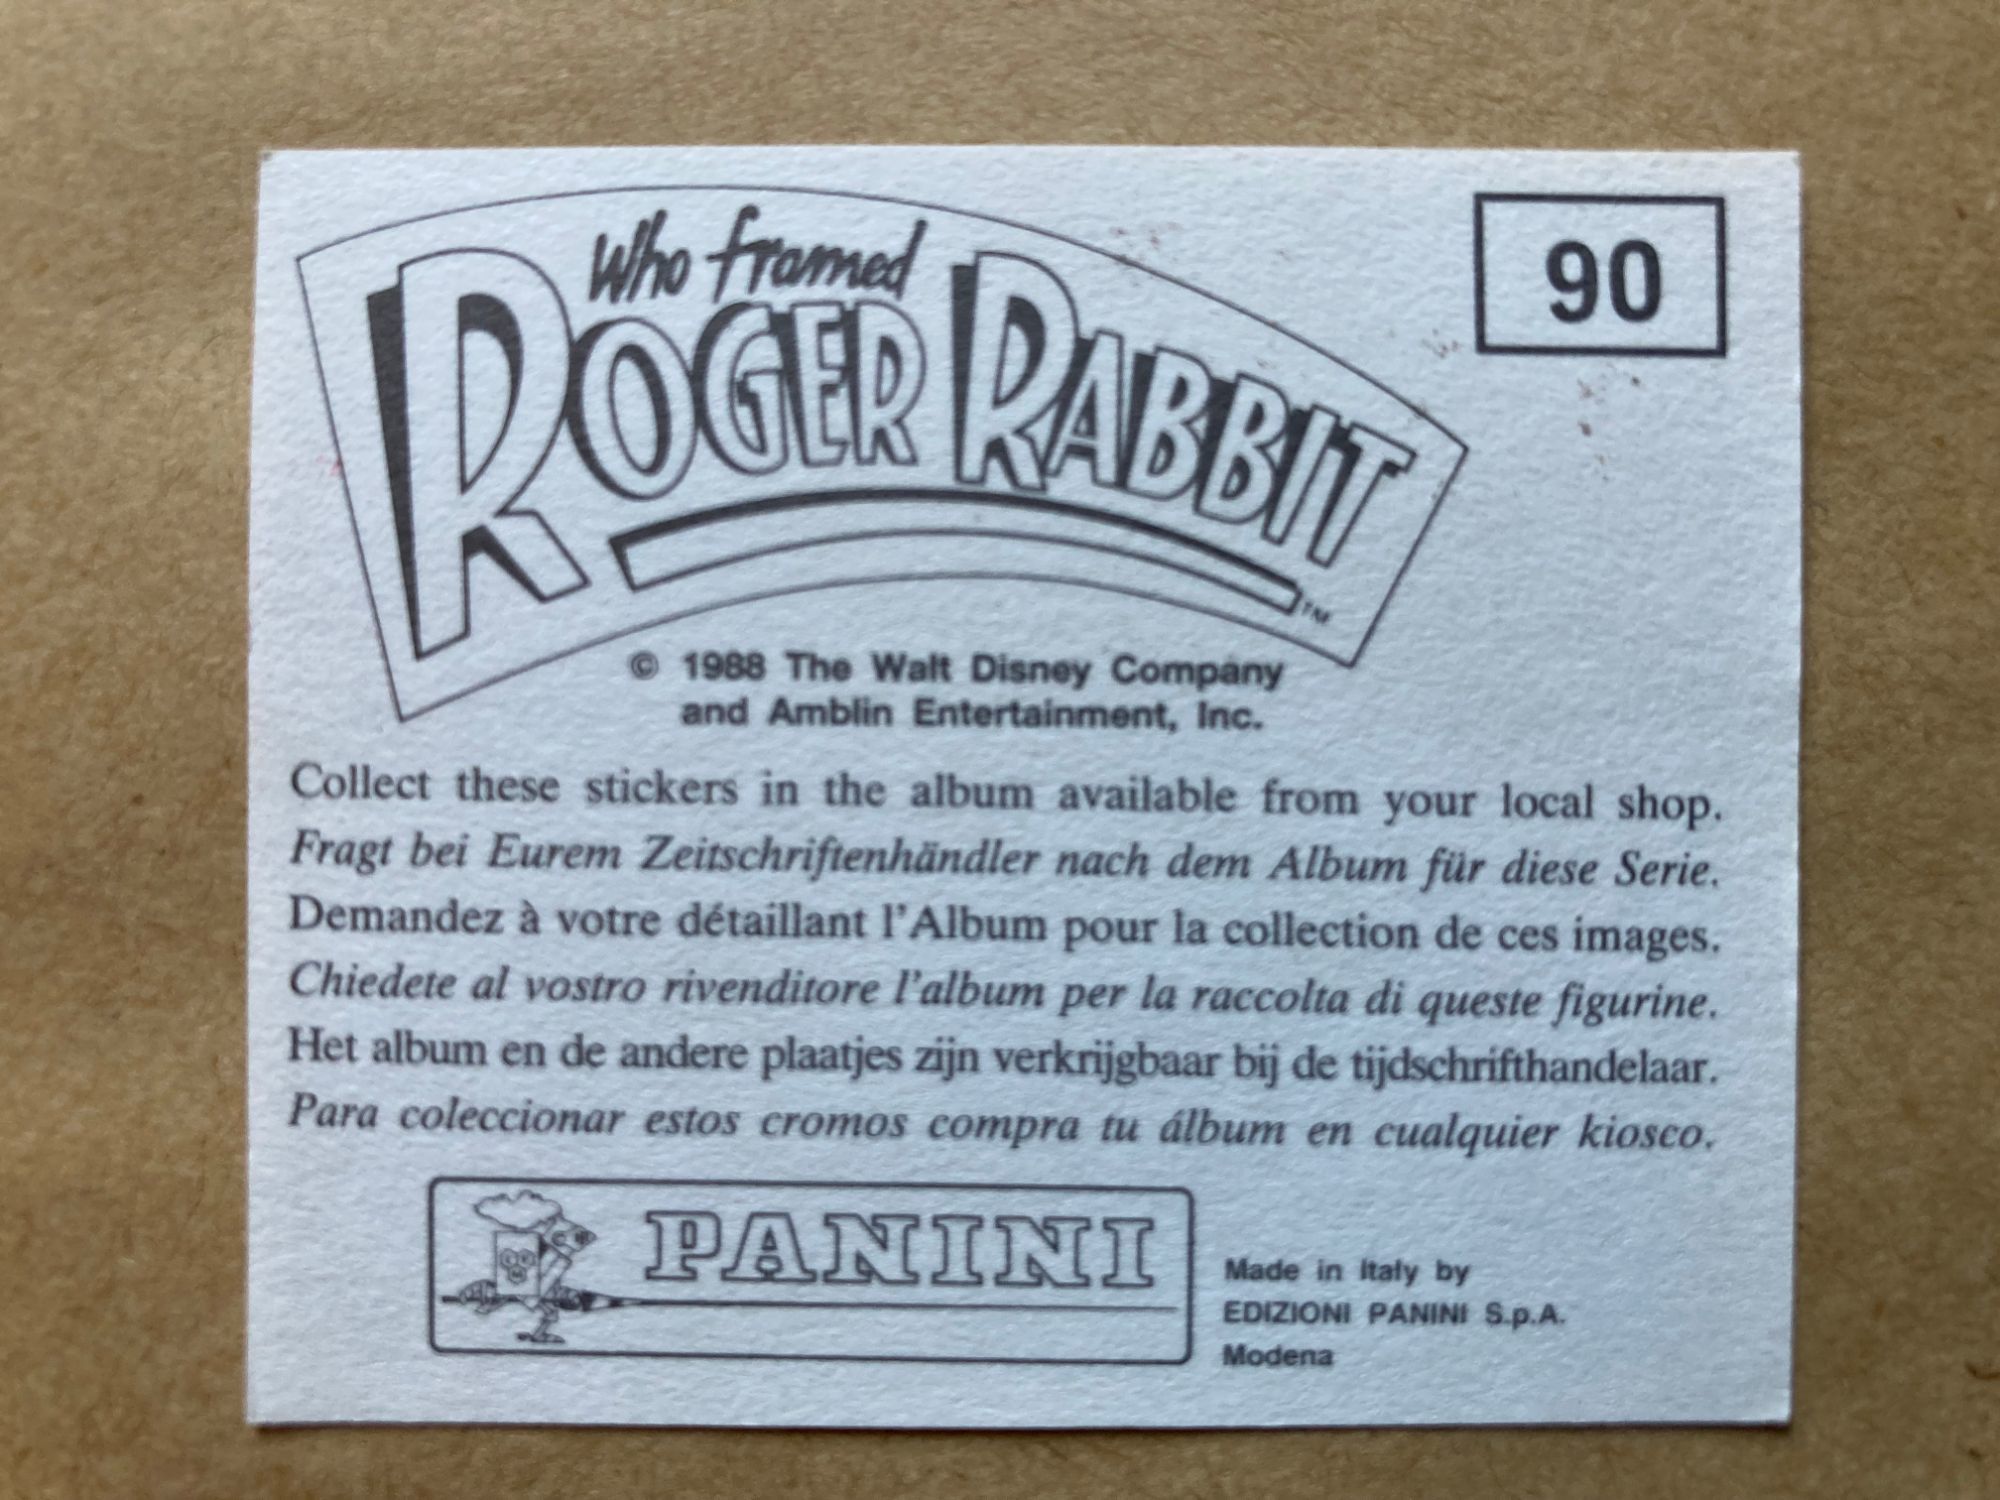 Who framed
ROGER RABBIT
TM
90
© 1988 The Walt Disney Company
and Amblin Entertainment, Inc.
Collect these stickers in the album available from your local shop.
Fragt bei Eurem Zeitschriftenhändler nach dem Album für diese Serie.
Demandez à votre détaillant l'Album pour la collection de ces images.
Chiedete al vostro rivenditore l'album per la raccolta di queste figurine.
Het album en de andere plaatjes zijn verkrijgbaar bij de tijdschrifthandelaar.
Para coleccionar estos cromos compra tu álbum en cualquier kiosco.
PANINI
Made in Italy by
EDIZIONI PANINI S.p.A.
Modena